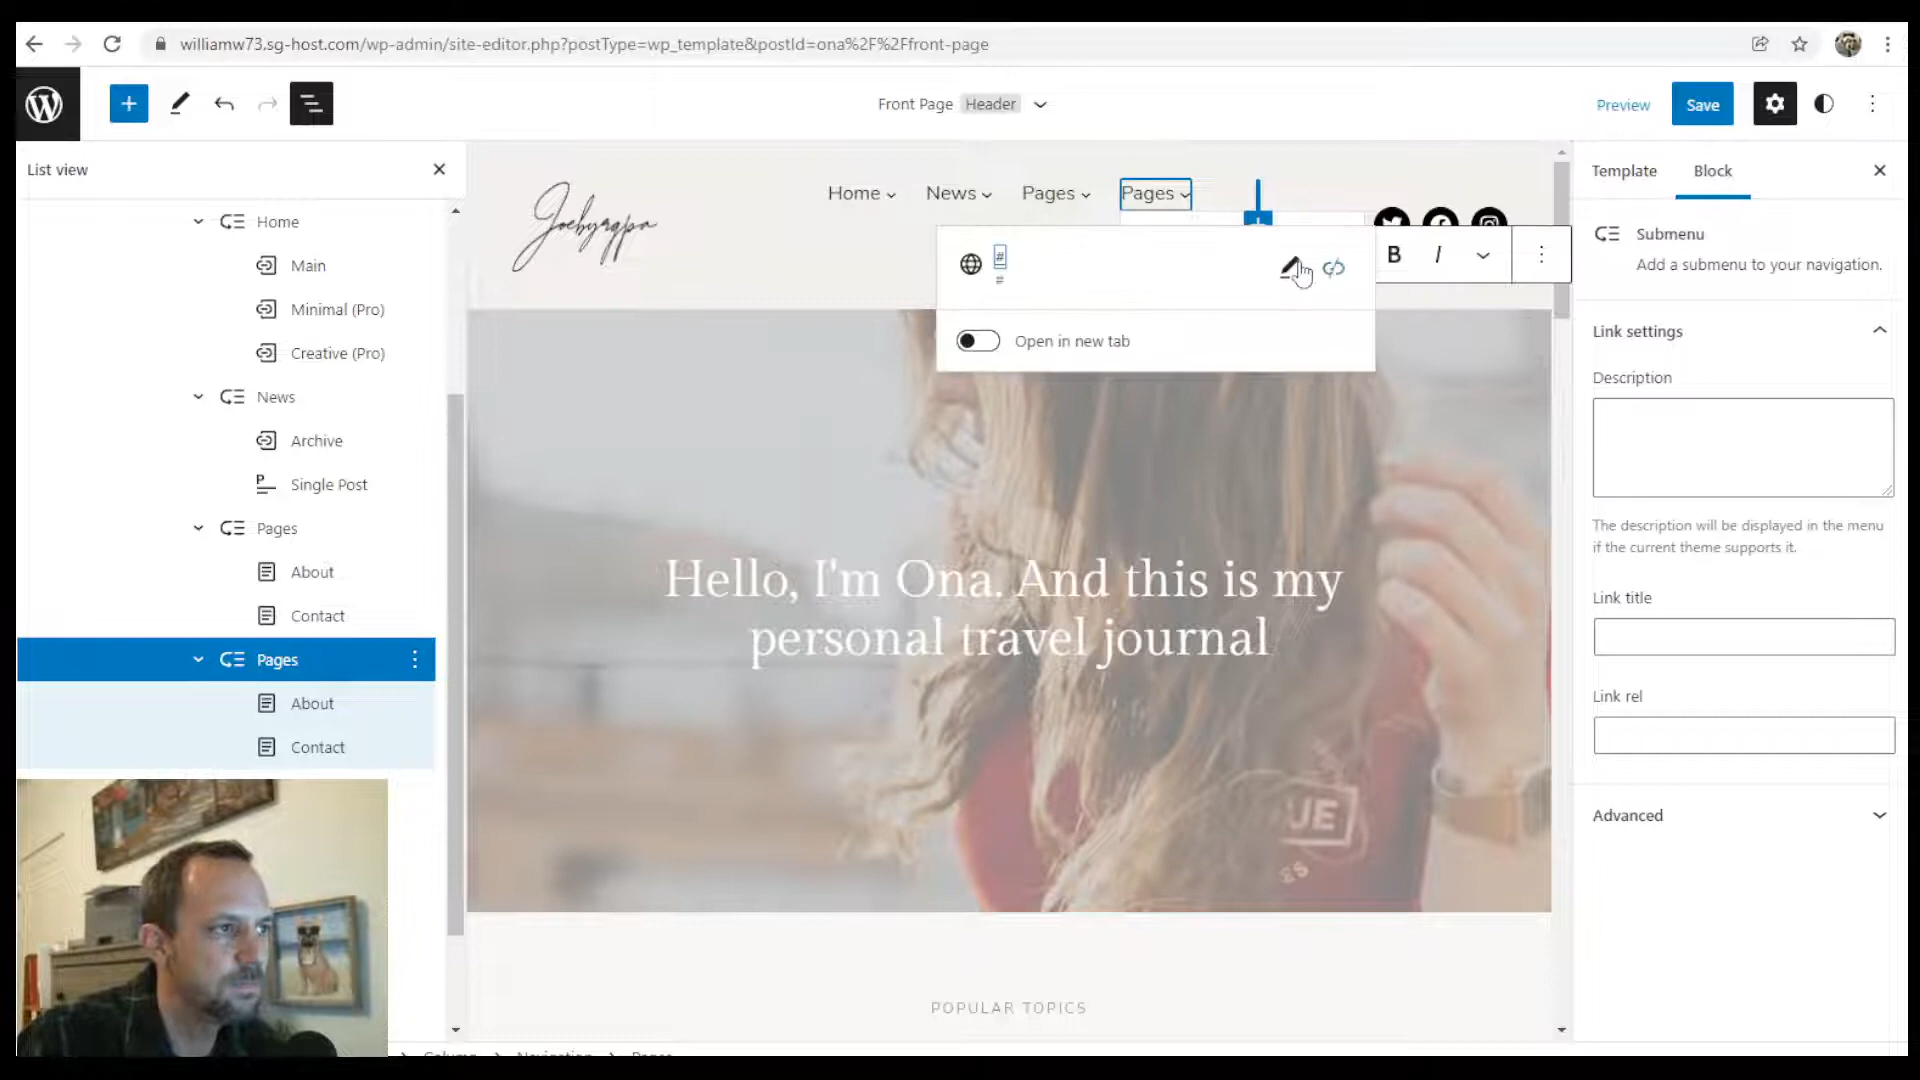 williamw73.sg-host.com/wp-admin/site-editor.php?postType=wp_template&postId=ona%2F%2Ffront-page
Front Page Header
Preview
Save
List view
Home
Main
Minimal (Pro)
Creative (Pro)
News
Archive
Single Post
Pages
About
Contact
Pages
About
Contact
Home
News
Pages
Pages
#
#
B I
Open in new tab
Hello, I'm Ona. And this is my
personal travel journal
POPULAR TOPICS
Template
Block
Submenu
Add a submenu to your navigation.
Link settings
Description
The description will be displayed in the menu
if the current theme supports it.
Link title
Link rel
Advanced